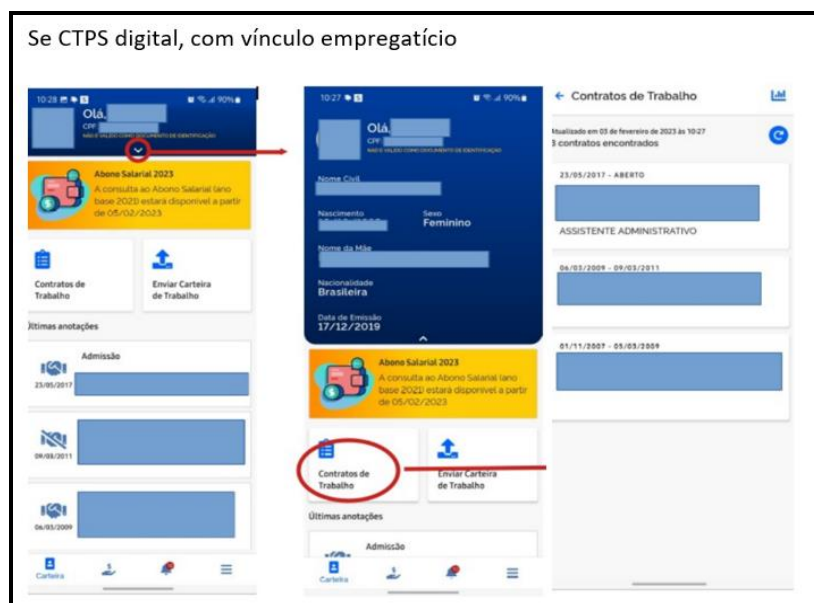 Se CTPS digital, com vínculo empregatício
10:28
90%
Olá,
CPF:
NÃO É VÁLIDO COMO DOCUMENTO DE IDENTIFICAÇÃO
Abono Salarial 2023
A consulta ao Abono Salarial (ano
base 2021) estará disponível a partir
de 05/02/2023
Contratos de
Trabalho
Enviar Carteira
de Trabalho
Últimas anotações
Admissão
23/05/2017
09/03/2011
06/03/2009
Carteira
10:27
90%
Olá,
CPF:
NÃO É VÁLIDO COMO DOCUMENTO DE IDENTIFICAÇÃO
Nome Civil
Nascimento
Sexo
Feminino
Nome da Mãe
Nacionalidade
Brasileira
Data de Emissão
17/12/2019
Abono Salarial 2023
A consulta ao Abono Salarial (ano
base 2021) estará disponível a partir
de 05/02/2023
Contratos de
Trabalho
Enviar Carteira
de Trabalho
Últimas anotações
Admissão
Carteira
Contratos de Trabalho
Atualizado em 03 de fevereiro de 2023 às 10:27
3 contratos encontrados
23/05/2017 - ABERTO
ASSISTENTE ADMINISTRATIVO
06/03/2009 - 09/03/2011
01/11/2007 - 05/03/2009